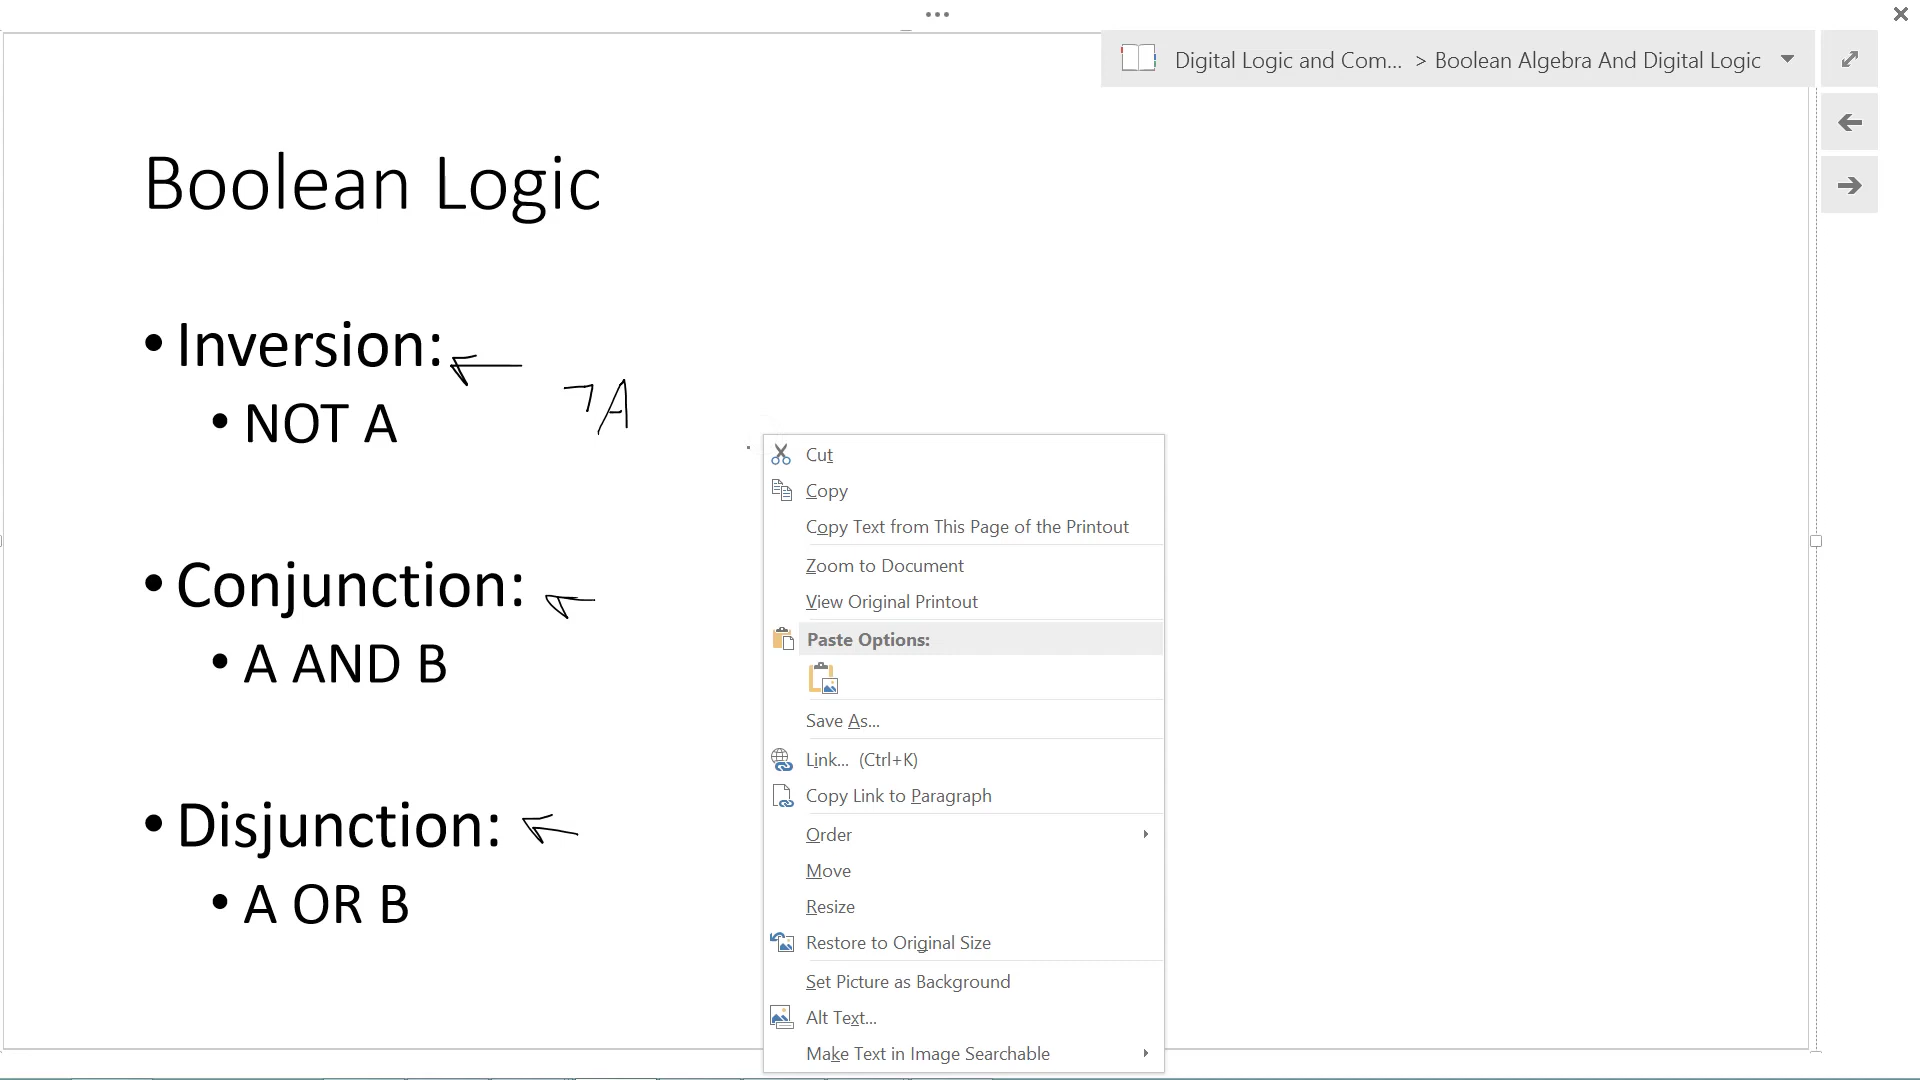 Digital Logic and Com... > Boolean Algebra And Digital Logic
Boolean Logic
• Inversion:
¬A
• NOT A
• Conjunction:
• A AND B
• Disjunction:
• A OR B
Cut
Copy
Copy Text from This Page of the Printout
Zoom to Document
View Original Printout
Paste Options:
Save As...
Link... (Ctrl+K)
Copy Link to Paragraph
Order
Move
Resize
Restore to Original Size
Set Picture as Background
Alt Text...
Make Text in Image Searchable